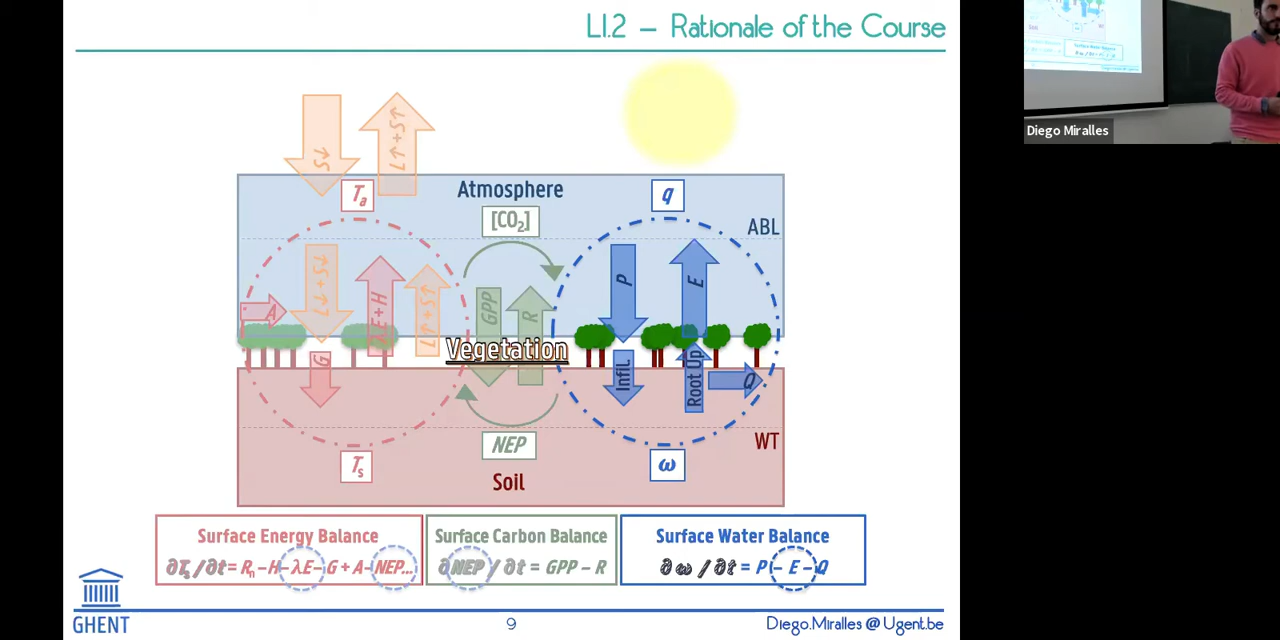 L1.2 – Rationale of the Course
Diego Miralles
S↓
L↑+S↑
Ta
Atmosphere
[CO2]
q
ABL
L↓+S↓
λE+H
L↑+S↑
A
GPP
R
P
E
Vegetation
G
Infil.
Root Up
Q
WT
NEP
Ts
ω
Soil
Surface Energy Balance
∂Ts/∂t = Rn – H – λE – G + A – NEP...
Surface Carbon Balance
∂NEP / ∂t = GPP – R
Surface Water Balance
∂ω / ∂t = P – E – Q
GHENT
9
Diego.Miralles @ Ugent.be